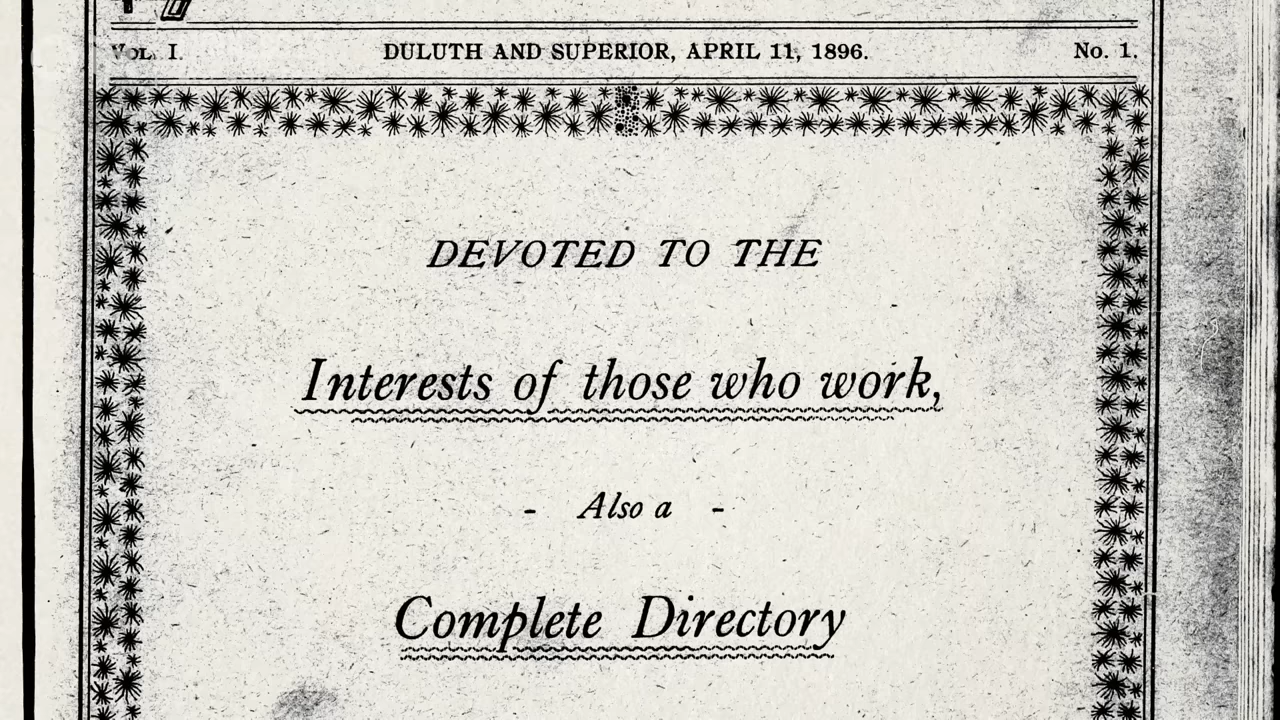 VOL. I.
DULUTH AND SUPERIOR, APRIL 11, 1896.
No. 1.
DEVOTED TO THE
Interests of those who work,
- Also a -
Complete Directory